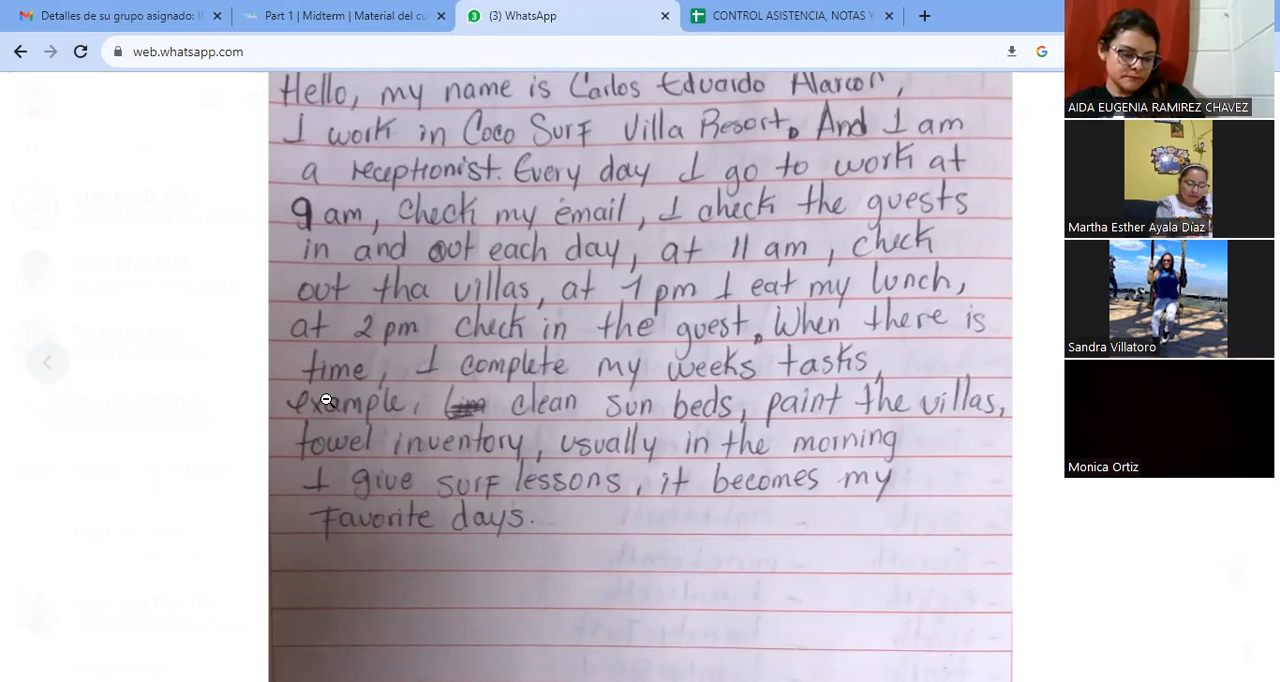 Detalles de su grupo asignado: I
Part 1 | Midterm | Material del cu
(3) WhatsApp
CONTROL ASISTENCIA, NOTAS Y
web.whatsapp.com
Hello, my name is Carlos Eduardo Alarcon,
I work in Coco Surf Villa Resort. And I am
a receptionist Every day I go to work at
9 am, check my email, I check the guests
in and out each day, at 11 am, check
out tha villas, at 1 pm I eat my lunch,
at 2 pm check in the guest. When there is
time, I complete my weeks tasks,
example, clean sun beds, paint the villas,
towel inventory, usually in the morning
I give surf lessons, it becomes my
favorite days.
AIDA EUGENIA RAMIREZ CHAVEZ
Martha Esther Ayala Díaz
Sandra Villatoro
Monica Ortiz